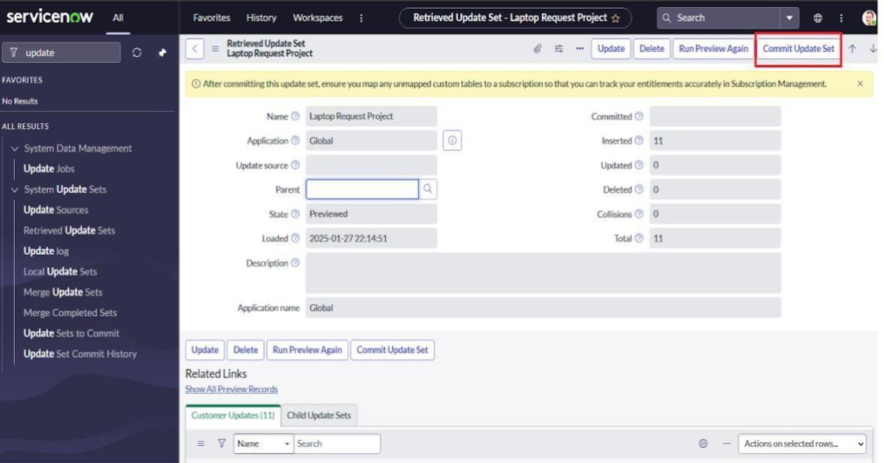 servicenow All Favorites History Workspaces Retrieved Update Set - Laptop Request Project Search
update
Retrieved Update Set
Laptop Request Project
Update Delete Run Preview Again Commit Update Set
FAVORITES
No Results
ALL RESULTS
System Data Management
Update Jobs
System Update Sets
Update Sources
Retrieved Update Sets
Update log
Local Update Sets
Merge Update Sets
Merge Completed Sets
Update Sets to Commit
Update Set Commit History
After committing this update set, ensure you map any unmapped custom tables to a subscription so that you can track your entitlements accurately in Subscription Management.
Name Laptop Request Project Committed
Application Global Inserted 11
Update source Updated 0
Parent Deleted 0
State Previewed Collisions 0
Loaded 2025-01-27 22:14:51 Total 11
Description
Application name Global
Update Delete Run Preview Again Commit Update Set
Related Links
Show All Preview Records
Customer Updates (11) Child Update Sets
Name Search Actions on selected rows...